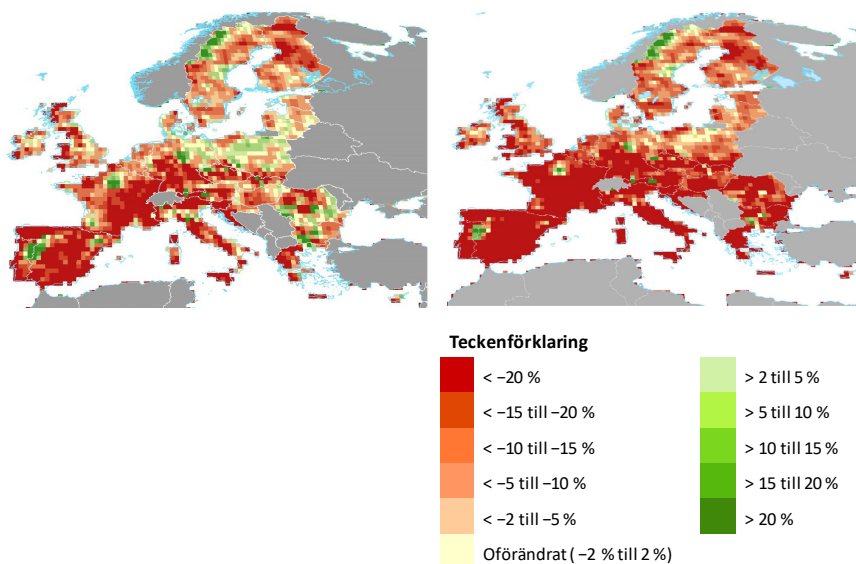 Teckenförklaring
< −20 %
< −15 till −20 %
< −10 till −15 %
< −5 till −10 %
< −2 till −5 %
Oförändrat ( −2 % till 2 %)
> 2 till 5 %
> 5 till 10 %
> 10 till 15 %
> 15 till 20 %
> 20 %